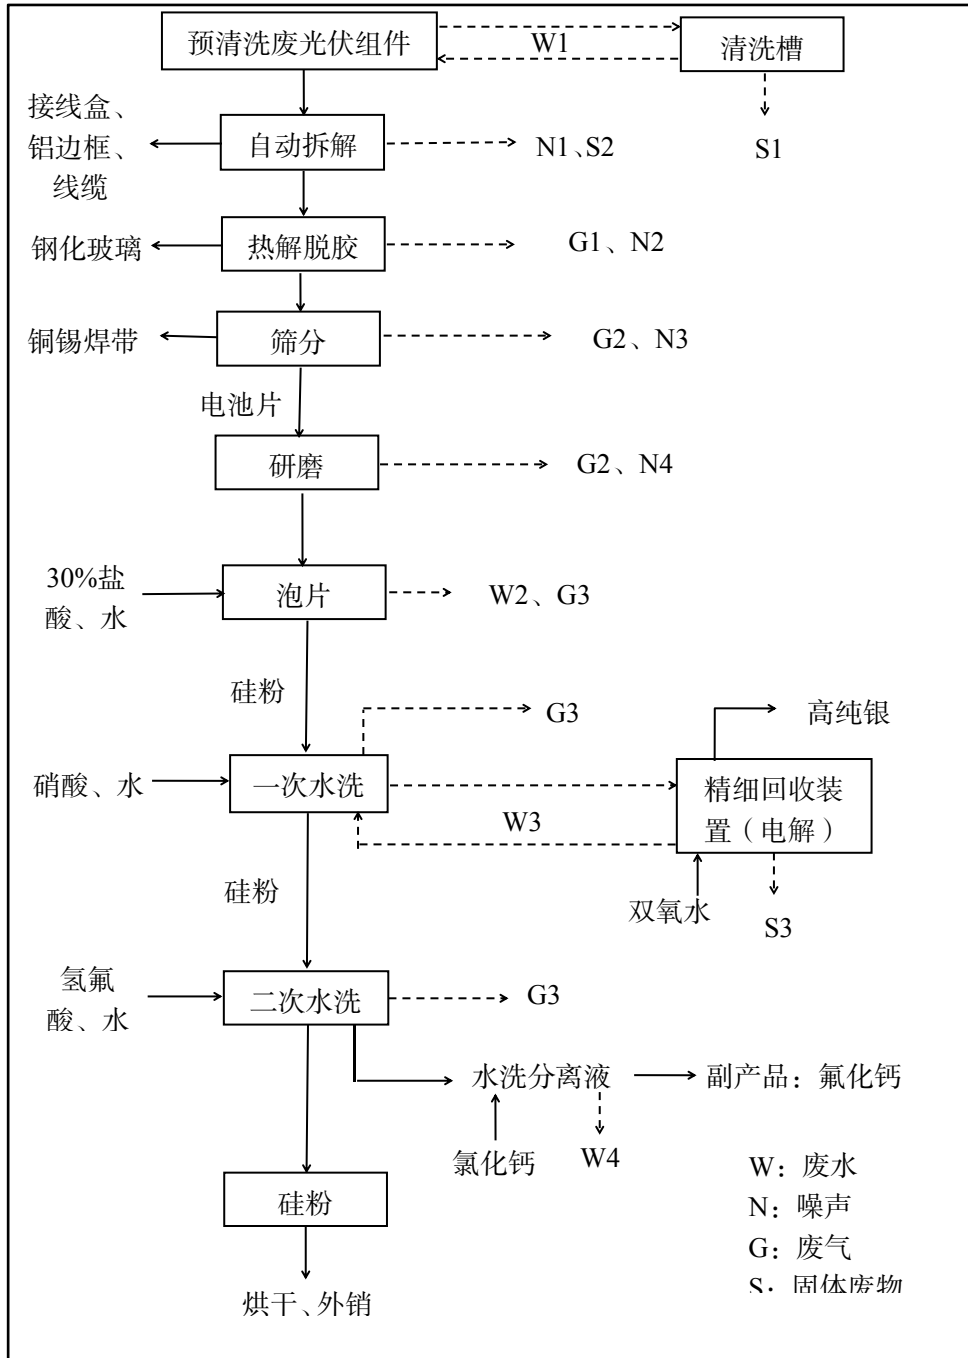 预清洗废光伏组件
W1
清洗槽
接线盒、
铝边框、
线缆
自动拆解
N1、S2
S1
钢化玻璃
热解脱胶
G1、N2
铜锡焊带
筛分
G2、N3
电池片
研磨
G2、N4
30%盐
酸、水
泡片
W2、G3
硅粉
G3
高纯银
硝酸、水
一次水洗
W3
精细回收装
置（电解）
硅粉
双氧水
S3
氢氟
酸、水
二次水洗
G3
水洗分离液
副产品：氟化钙
氯化钙
W4
硅粉
烘干、外销
W：废水
N：噪声
G：废气
S：固体废物